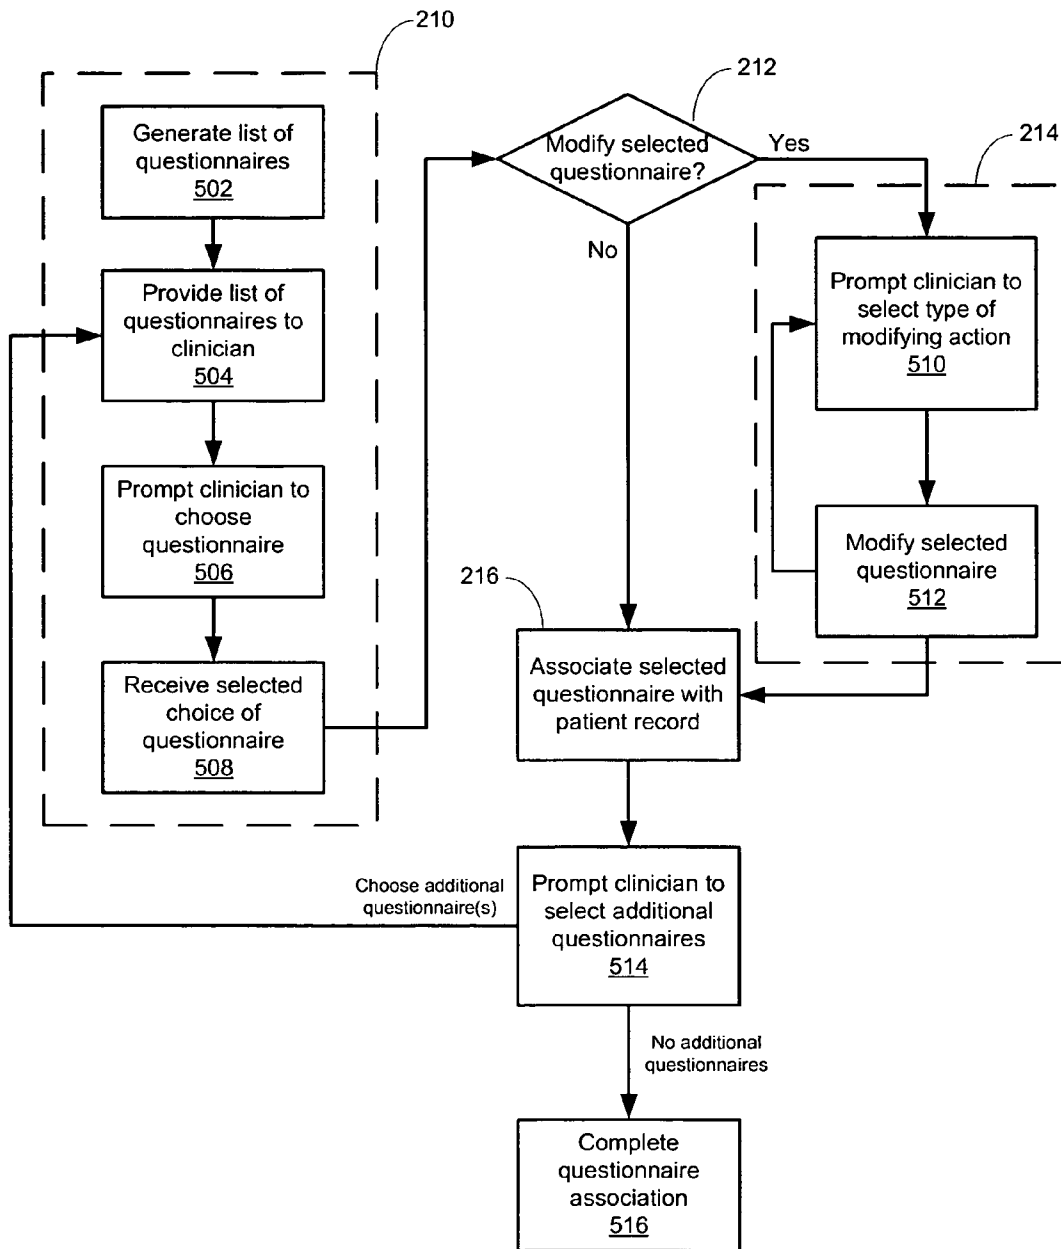 210
Generate list of
questionnaires
502
Provide list of
questionnaires to
clinician
504
Prompt clinician to
choose
questionnaire
506
Receive selected
choice of
questionnaire
508
212
Modify selected
questionnaire?
Yes
No
214
Prompt clinician to
select type of
modifying action
510
Modify selected
questionnaire
512
216
Associate selected
questionnaire with
patient record
Choose additional
questionnaire(s)
Prompt clinician to
select additional
questionnaires
514
No additional
questionnaires
Complete
questionnaire
association
516